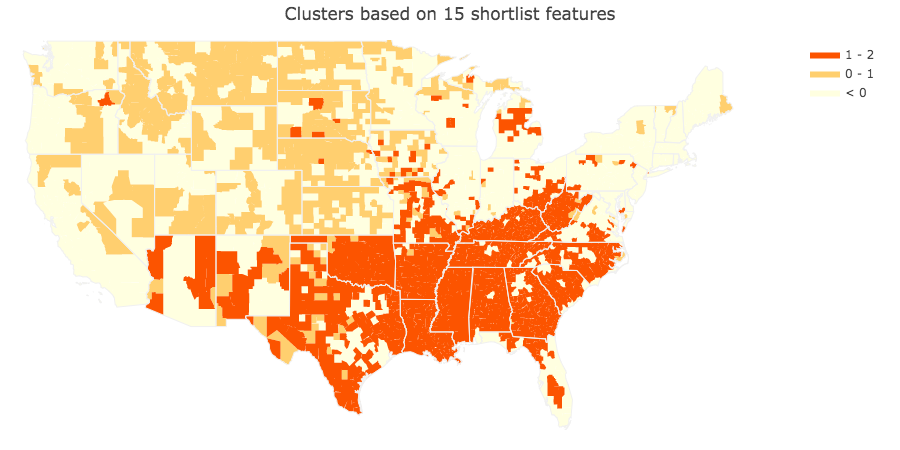 Clusters based on 15 shortlist features
1 - 2
0 - 1
< 0